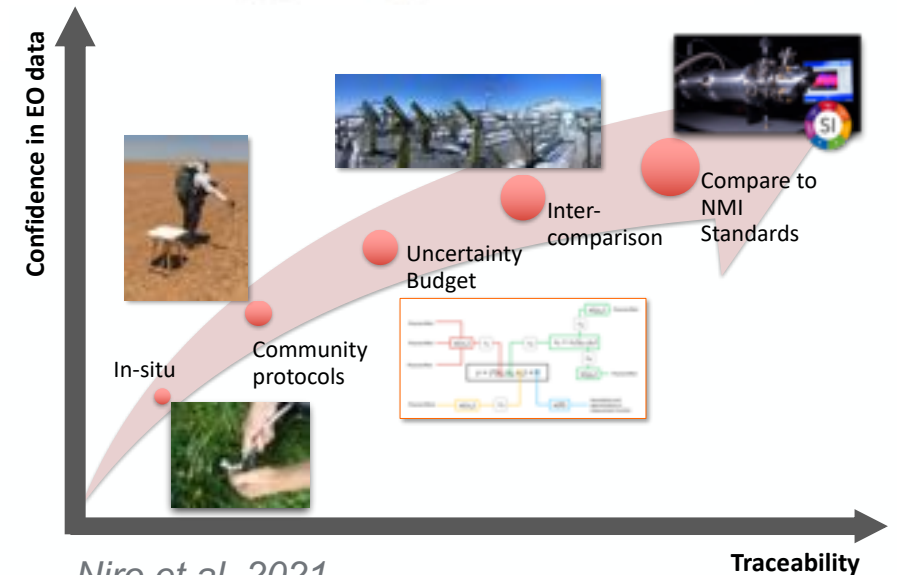 Confidence in EO data
SI
Compare to
NMI
Standards
Inter-
comparison
Uncertainty
Budget
Community
protocols
In-situ
Niro et al. 2021
Traceability